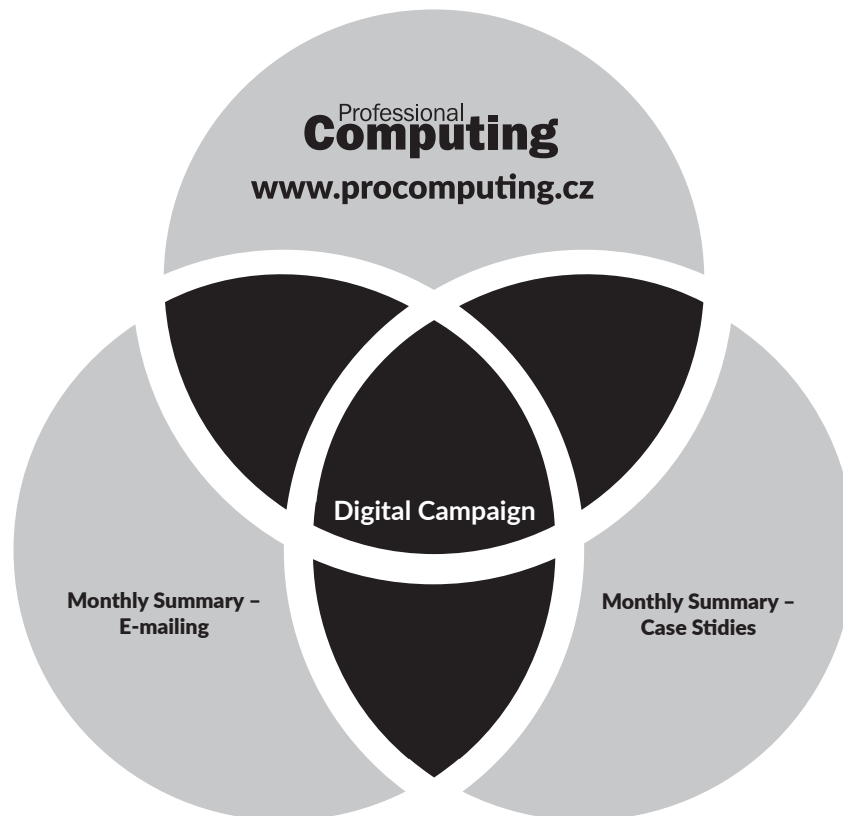 Professional
Computing
www.procomputing.cz
Digital Campaign
Monthly Summary –
E-mailing
Monthly Summary –
Case Stidies